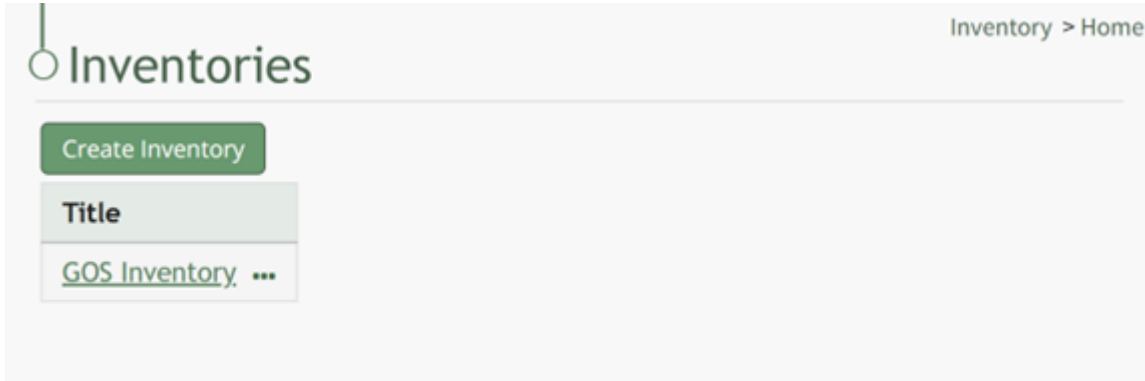 Inventory > Home
Inventories
Create Inventory
Title
GOS Inventory •••